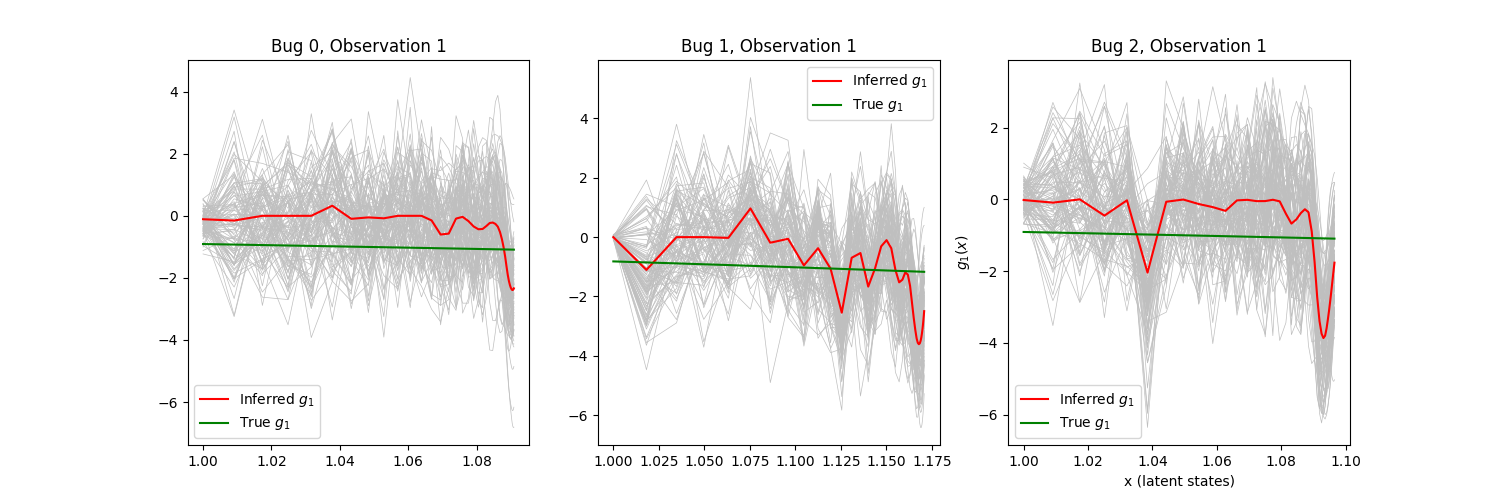 Bug 0, Observation 1
4
2
0
−2
−4
−6
Inferred g₁
True g₁
1.00 1.02 1.04 1.06 1.08
Bug 1, Observation 1
Inferred g₁
True g₁
4
2
0
−2
−4
−6
1.000 1.025 1.050 1.075 1.100 1.125 1.150 1.175
Bug 2, Observation 1
g₁(x)
2
0
−2
−4
−6
Inferred g₁
True g₁
1.00 1.02 1.04 1.06 1.08 1.10
x (latent states)